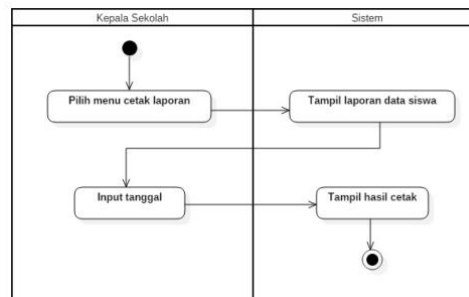 Kepala Sekolah
Sistem
Pilih menu cetak laporan
Tampil laporan data siswa
Input tanggal
Tampil hasil cetak